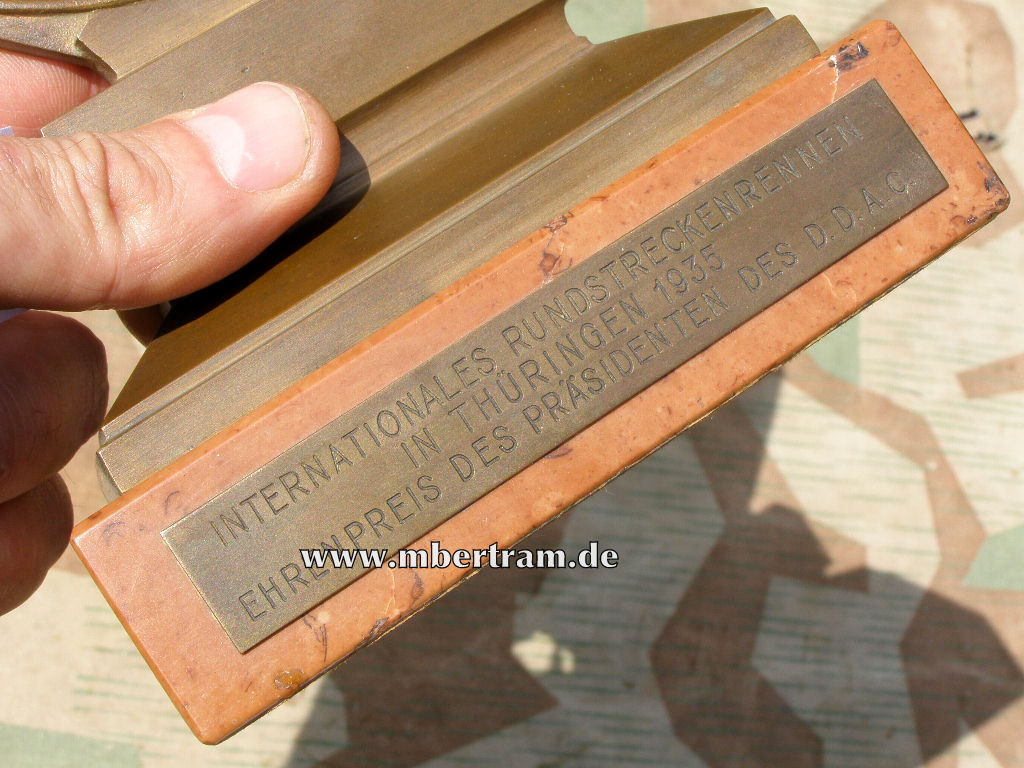 INTERNATIONALES RUNDSTRECKENRENNEN
IN THÜRINGEN 1935
EHRENPREIS DES PRÄSIDENTEN DES D.D.A.C.
www.mbertram.de